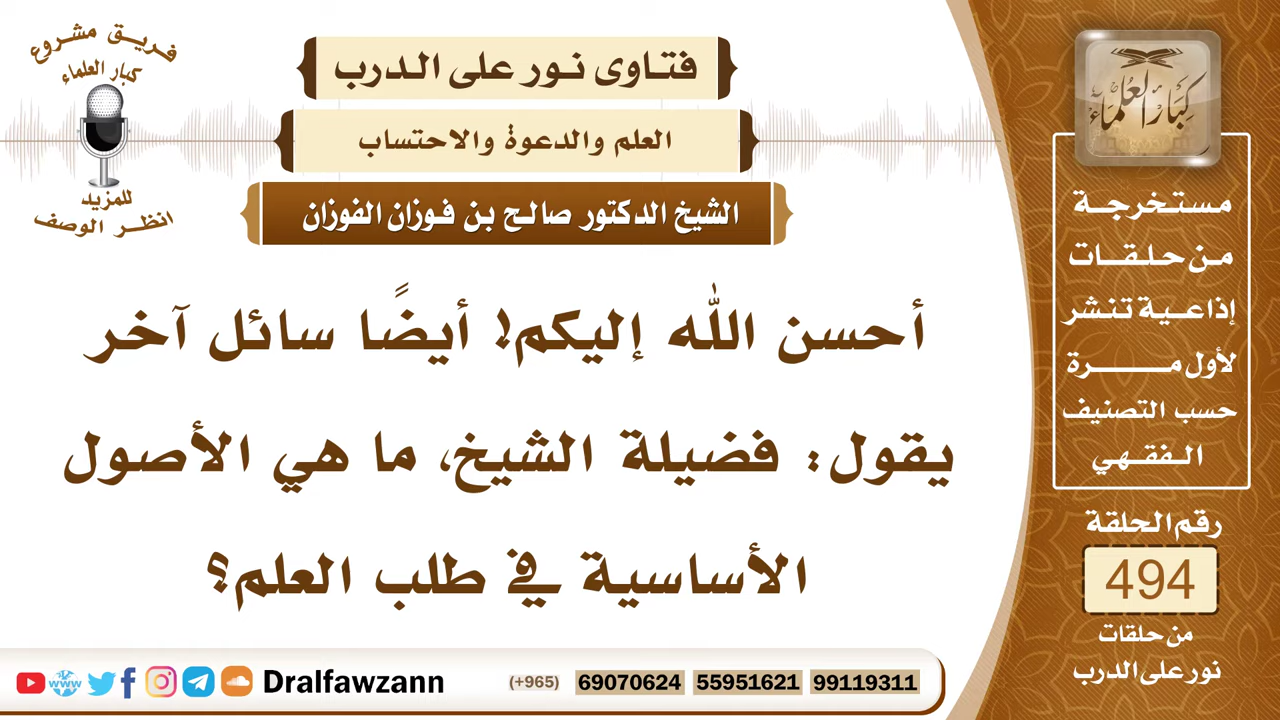 فريق مشروع
كبار العلماء
للمزيد
انظر الوصف
فتاوى نور على الدرب
العلم والدعوة والاحتساب
الشيخ الدكتور صالح بن فوزان الفوزان
أحسن الله إليكم! أيضًا سائل آخر
يقول: فضيلة الشيخ، ما هي الأصول
الأساسية في طلب العلم؟
كبار العلماء
مستخرجة
من حلقات
إذاعية تنشر
لأول مرة
حسب التصنيف
الفقهي
رقم الحلقة
494
من حلقات
نور على الدرب
www Dralfawzann (+965) 69070624 55951621 99119311